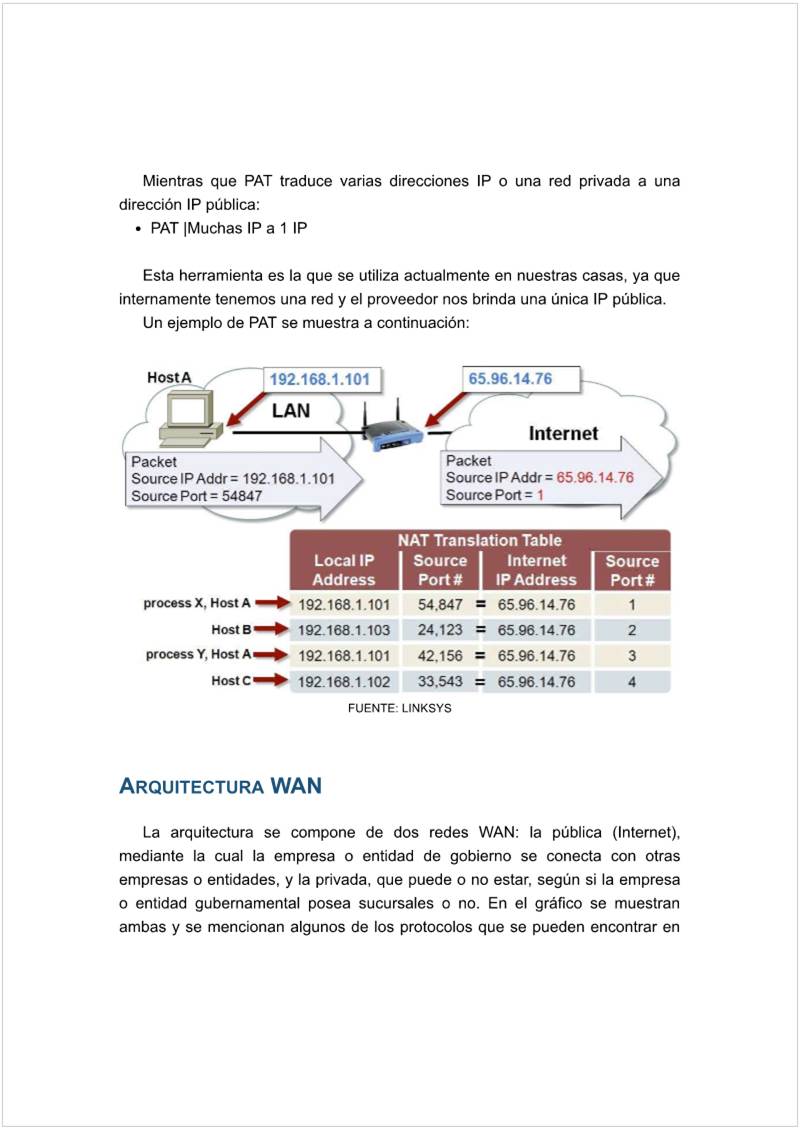 Mientras que PAT traduce varias direcciones IP o una red privada a una
dirección IP pública:
• PAT |Muchas IP a 1 IP
Esta herramienta es la que se utiliza actualmente en nuestras casas, ya que
internamente tenemos una red y el proveedor nos brinda una única IP pública.
Un ejemplo de PAT se muestra a continuación:
Host A
192.168.1.101
65.96.14.76
LAN
Internet
Packet
Source IP Addr = 192.168.1.101
Source Port = 54847
Packet
Source IP Addr = 65.96.14.76
Source Port = 1
NAT Translation Table
Local IP Address Source Port # Internet IP Address Source Port #
process X, Host A 192.168.1.101 54,847 = 65.96.14.76 1
Host B 192.168.1.103 24,123 = 65.96.14.76 2
process Y, Host A 192.168.1.101 42,156 = 65.96.14.76 3
Host C 192.168.1.102 33,543 = 65.96.14.76 4
FUENTE: LINKSYS
ARQUITECTURA WAN
La arquitectura se compone de dos redes WAN: la pública (Internet),
mediante la cual la empresa o entidad de gobierno se conecta con otras
empresas o entidades, y la privada, que puede o no estar, según si la empresa
o entidad gubernamental posea sucursales o no. En el gráfico se muestran
ambas y se mencionan algunos de los protocolos que se pueden encontrar en